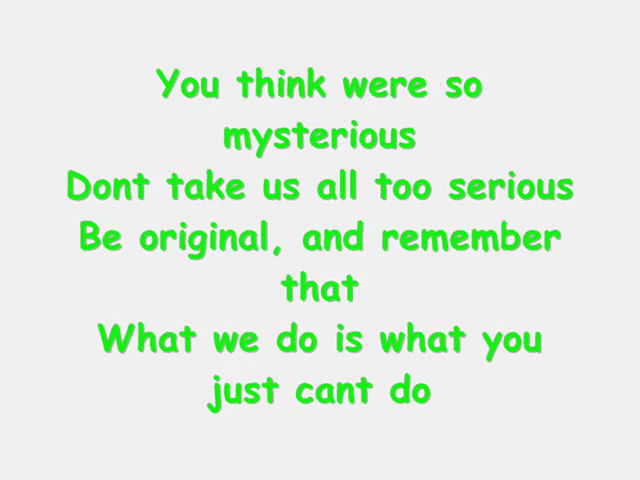 You think were so
mysterious
Dont take us all too serious
Be original, and remember
that
What we do is what you
just cant do